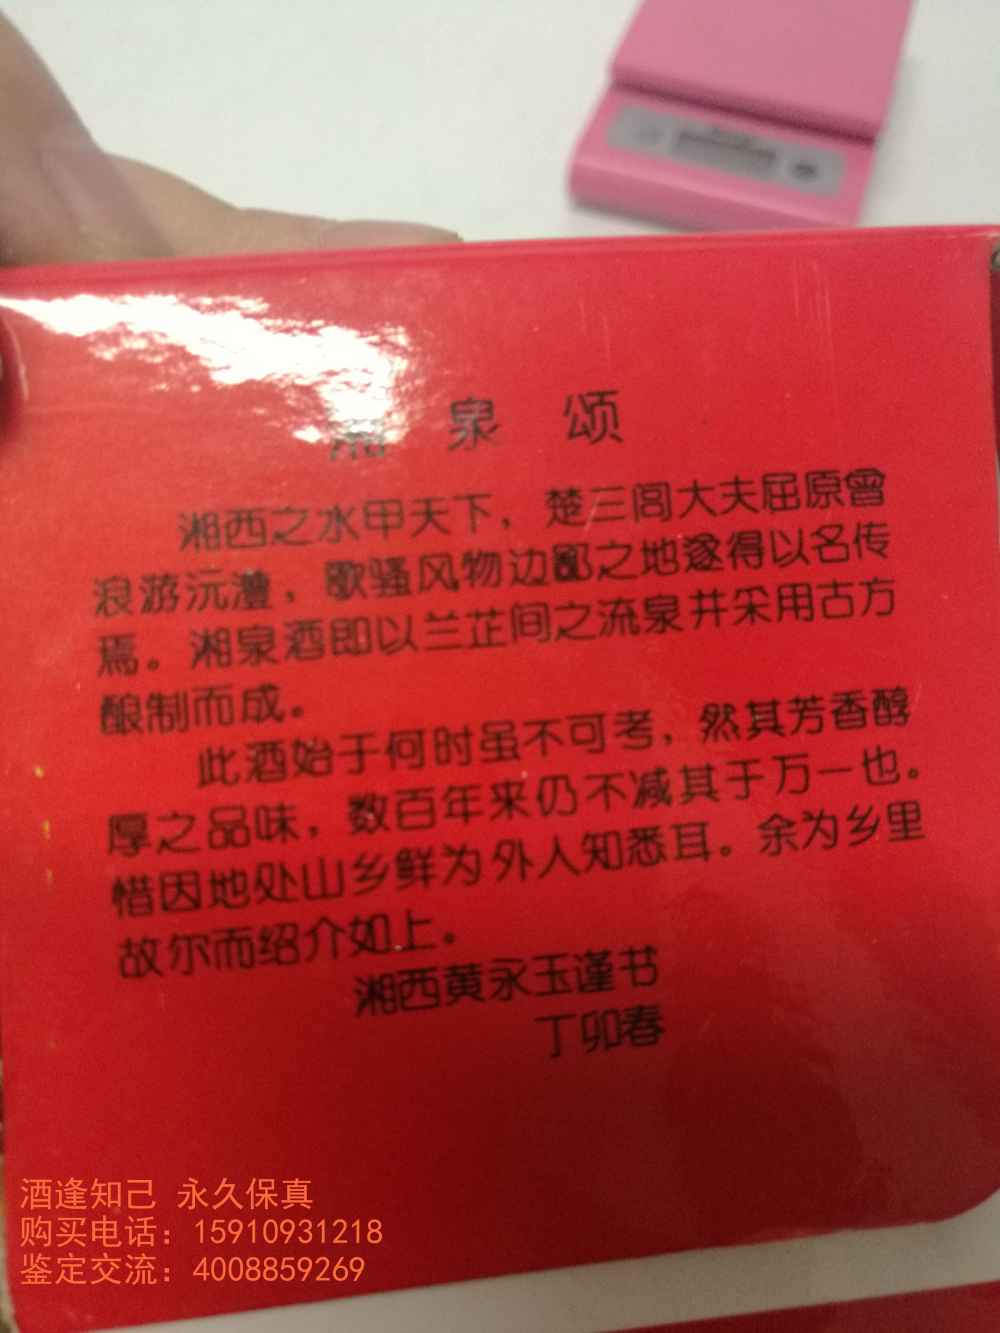 湘 泉 颂
湘西之水甲天下，楚三闾大夫屈原曾
浪游沅澧，歌骚风物边鄙之地遂得以名传
焉。湘泉酒即以兰芷间之流泉并采用古方
酿制而成。
此酒始于何时虽不可考，然其芳香醇
厚之品味，数百年来仍不减其于万一也。
惜因地处山乡鲜为外人知悉耳。余为乡里
故尔而绍介如上。
湘西黄永玉谨书
丁卯春
酒逢知己 永久保真
购买电话：15910931218
鉴定交流：4008859269